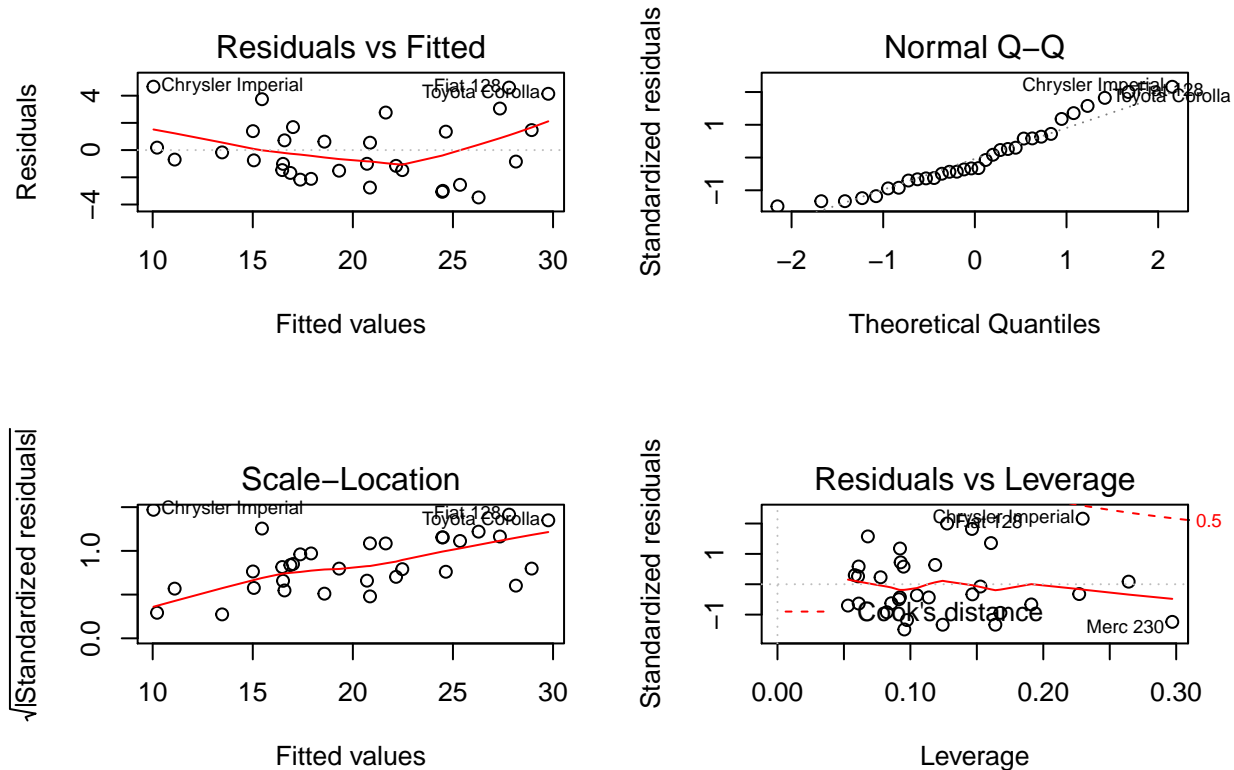 Residuals vs Fitted
Residuals
4
0
−4
Chrysler Imperial
Fiat 128
Toyota Corolla
10 15 20 25 30
Fitted values
Normal Q−Q
Standardized residuals
1
−1
Chrysler Imperial
Fiat 128
Toyota Corolla
−2 −1 0 1 2
Theoretical Quantiles
Scale−Location
√|Standardized residuals|
1.0
0.0
Chrysler Imperial
Fiat 128
Toyota Corolla
10 15 20 25 30
Fitted values
Residuals vs Leverage
Standardized residuals
1
−1
Chrysler Imperial
Fiat 128
0.5
Cook's distance
Merc 230
0.00 0.10 0.20 0.30
Leverage